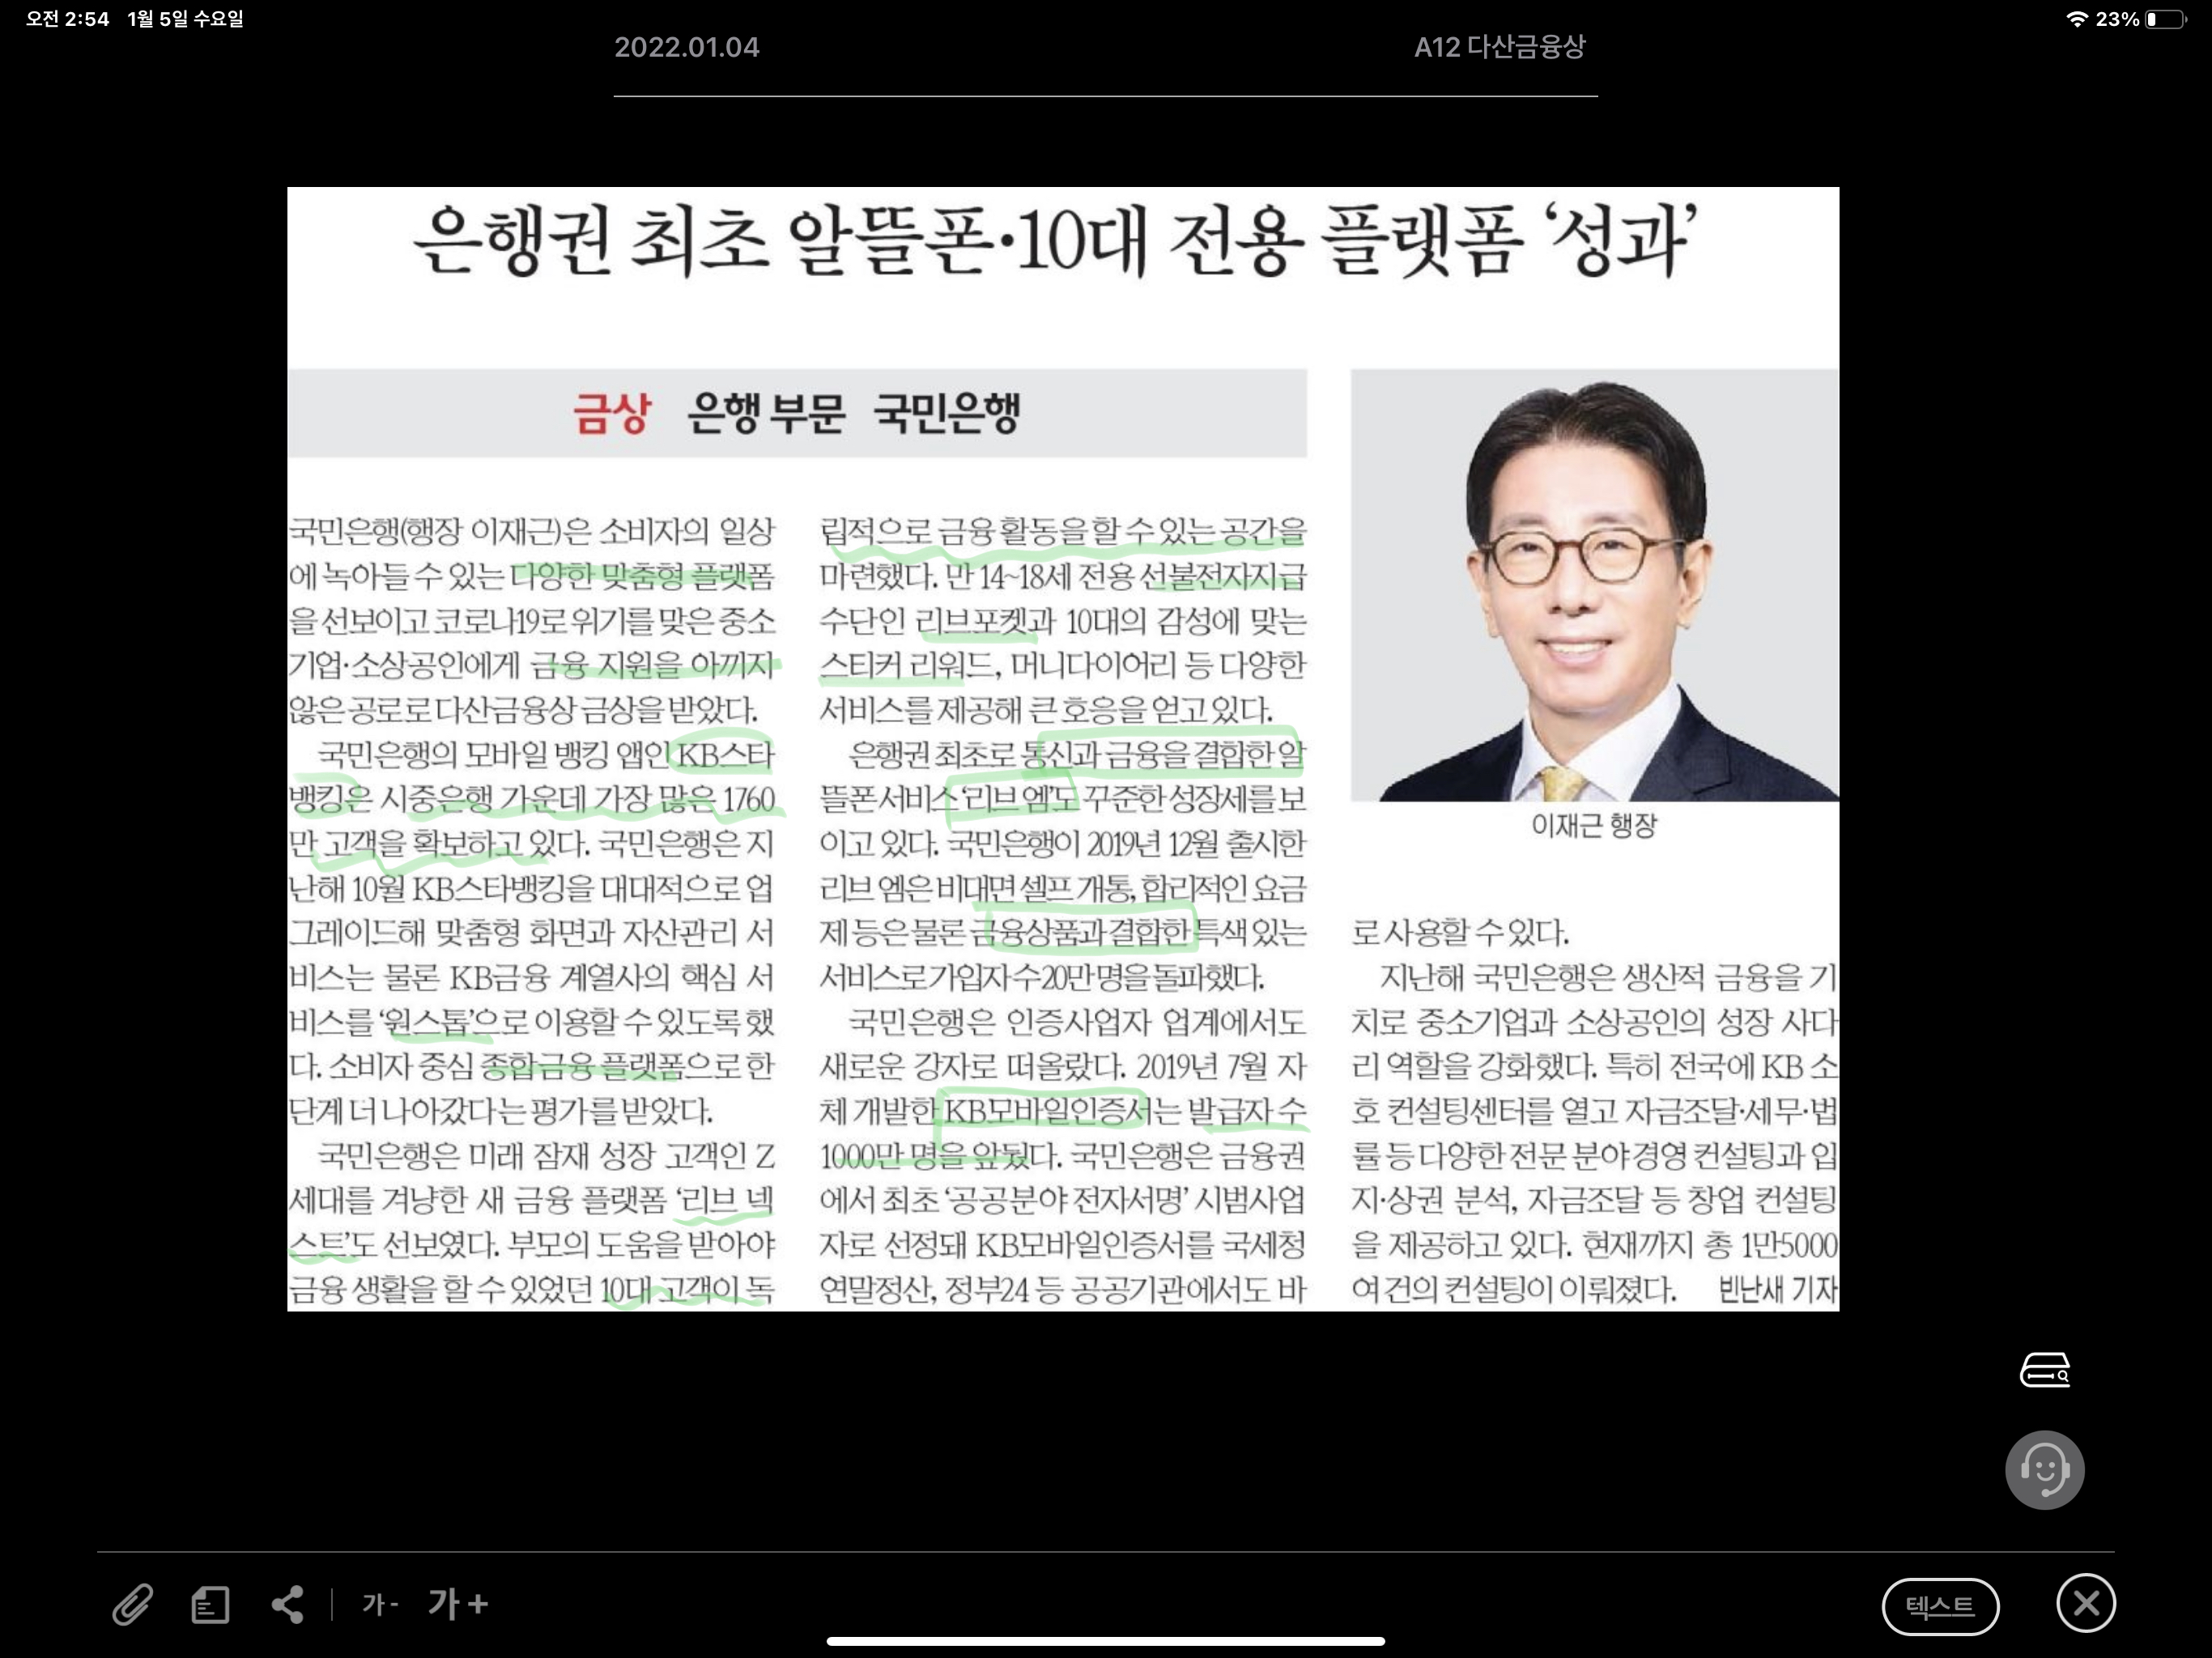 오전 2:54 1월 5일 수요일
23%
2022.01.04
A12 다산금융상
은행권 최초 알뜰폰·10대 전용 플랫폼 ‘성과’
금상 은행 부문 국민은행
국민은행(행장 이재근)은 소비자의 일상
에 녹아들 수 있는 다양한 맞춤형 플랫폼
을 선보이고 코로나19로 위기를 맞은 중소
기업·소상공인에게 금융 지원을 아끼지
않은 공로로 다산금융상 금상을 받았다.
국민은행의 모바일 뱅킹 앱인 KB스타
뱅킹은 시중은행 가운데 가장 많은 1760
만 고객을 확보하고 있다. 국민은행은 지
난해 10월 KB스타뱅킹을 대대적으로 업
그레이드해 맞춤형 화면과 자산관리 서
비스는 물론 KB금융 계열사의 핵심 서
비스를 ‘원스톱’으로 이용할 수 있도록 했
다. 소비자 중심 종합금융 플랫폼으로 한
단계 더 나아갔다는 평가를 받았다.
국민은행은 미래 잠재 성장 고객인 Z
세대를 겨냥한 새 금융 플랫폼 ‘리브 넥
스트’도 선보였다. 부모의 도움을 받아야
금융 생활을 할 수 있었던 10대 고객이 독
립적으로 금융 활동을 할 수 있는 공간을
마련했다. 만 14~18세 전용 선불전자지급
수단인 리브포켓과 10대의 감성에 맞는
스티커 리워드, 머니다이어리 등 다양한
서비스를 제공해 큰 호응을 얻고 있다.
은행권 최초로 통신과 금융을 결합한 알
뜰폰 서비스 ‘리브 엠’도 꾸준한 성장세를 보
이고 있다. 국민은행이 2019년 12월 출시한
리브 엠은 비대면 셀프 개통, 합리적인 요금
제 등은 물론 금융상품과 결합한 특색 있는
서비스로 가입자 수 20만 명을 돌파했다.
국민은행은 인증사업자 업계에서도
새로운 강자로 떠올랐다. 2019년 7월 자
체 개발한 KB모바일인증서는 발급자 수
1000만 명을 앞뒀다. 국민은행은 금융권
에서 최초 ‘공공분야 전자서명’ 시범사업
자로 선정돼 KB모바일인증서를 국세청
연말정산, 정부24 등 공공기관에서도 바
이재근 행장
로 사용할 수 있다.
지난해 국민은행은 생산적 금융을 기
치로 중소기업과 소상공인의 성장 사다
리 역할을 강화했다. 특히 전국에 KB 소
호 컨설팅센터를 열고 자금조달·세무·법
률 등 다양한 전문 분야 경영 컨설팅과 입
지·상권 분석, 자금조달 등 창업 컨설팅
을 제공하고 있다. 현재까지 총 1만5000
여 건의 컨설팅이 이뤄졌다. 빈난새 기자
가- 가+
텍스트